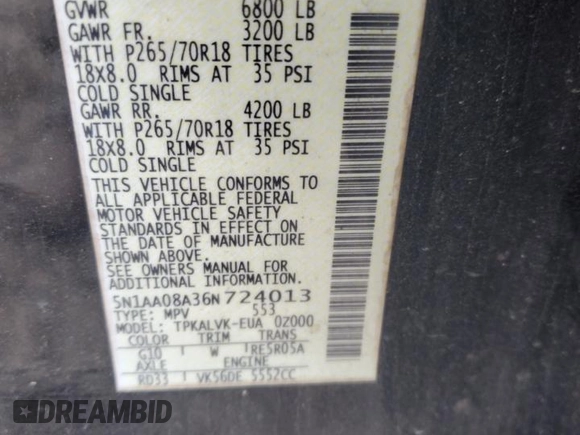 GVWR 6800 LB
GAWR FR. 3200 LB
WITH P265/70R18 TIRES
18X8.0 RIMS AT 35 PSI
COLD SINGLE
GAWR RR. 4200 LB
WITH P265/70R18 TIRES
18X8.0 RIMS AT 35 PSI
COLD SINGLE
THIS VEHICLE CONFORMS TO
ALL APPLICABLE FEDERAL
MOTOR VEHICLE SAFETY
STANDARDS IN EFFECT ON
THE DATE OF MANUFACTURE
SHOWN ABOVE.
SEE OWNERS MANUAL FOR
ADDITIONAL INFORMATION.
5N1AA08A36N724013
TYPE: MPV 553
MODEL: TPKALVK-EUA 02000
COLOR TRIM TRANS
G10 W RE5R05A
AXLE ENGINE
RD33 VK56DE 5552CC
DREAMBID